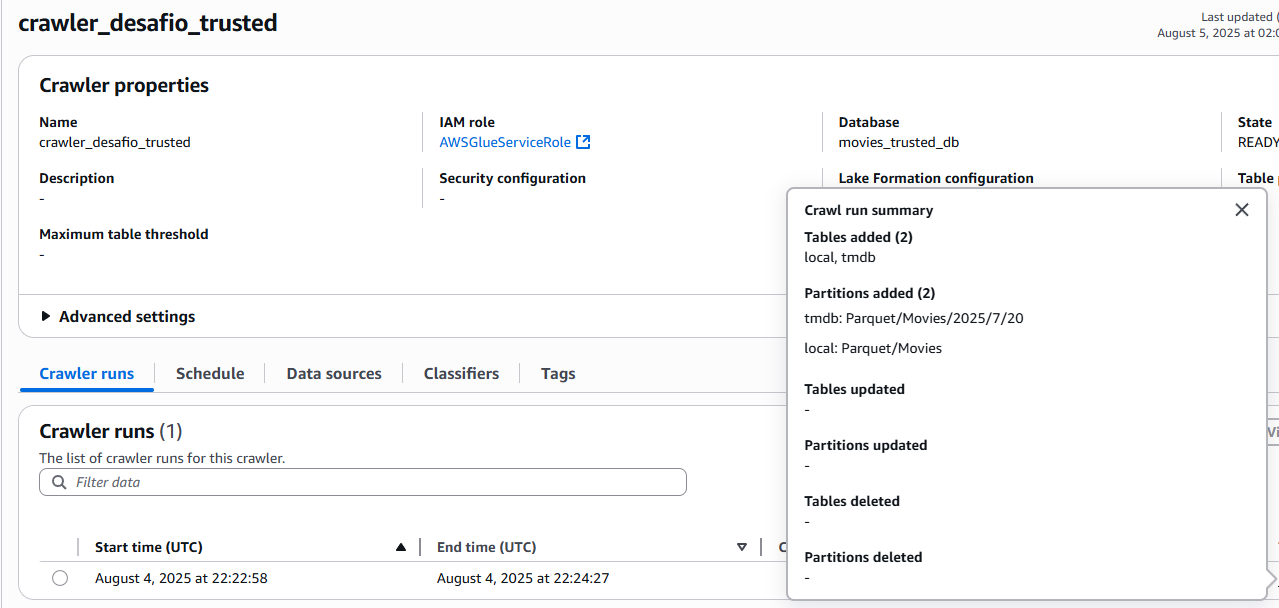 crawler_desafio_trusted
Last updated (
August 5, 2025 at 02:0
Crawler properties
Name
crawler_desafio_trusted
IAM role
AWSGlueServiceRole
Database
movies_trusted_db
State
READY
Description
-
Security configuration
-
Lake Formation configuration
Table
Maximum table threshold
-
Advanced settings
Crawl run summary
Tables added (2)
local, tmdb
Partitions added (2)
tmdb: Parquet/Movies/2025/7/20
local: Parquet/Movies
Tables updated
-
Partitions updated
-
Tables deleted
-
Partitions deleted
-
Crawler runs
Schedule
Data sources
Classifiers
Tags
Crawler runs (1)
The list of crawler runs for this crawler.
Filter data
Vi
Start time (UTC)
End time (UTC)
August 4, 2025 at 22:22:58
August 4, 2025 at 22:24:27